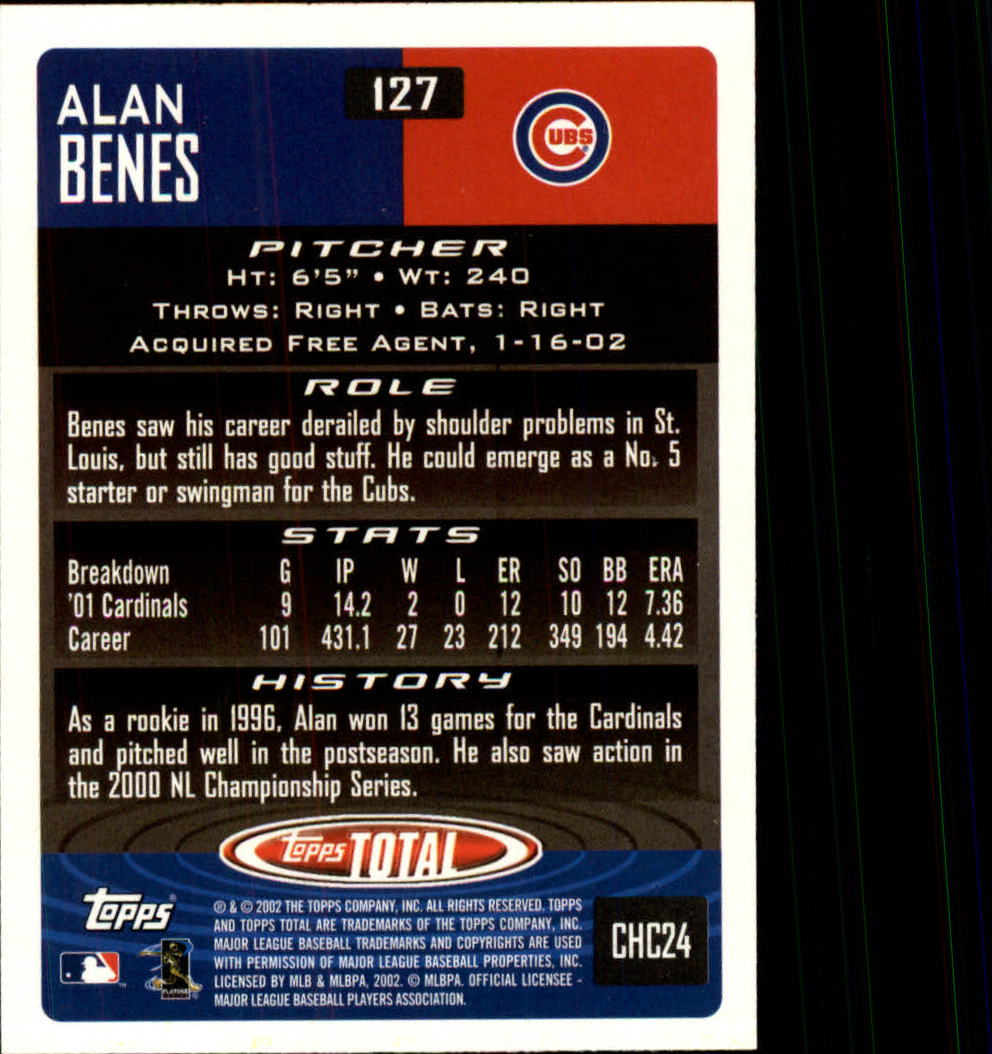 ALAN
BENES
127
CUBS
PITCHER
HT: 6'5" • WT: 240
THROWS: RIGHT • BATS: RIGHT
ACQUIRED FREE AGENT, 1-16-02
ROLE
Benes saw his career derailed by shoulder problems in St.
Louis, but still has good stuff. He could emerge as a No. 5
starter or swingman for the Cubs.
STATS
Breakdown G IP W L ER SO BB ERA
'01 Cardinals 9 14.2 2 0 12 10 12 7.36
Career 101 431.1 27 23 212 349 194 4.42
HISTORY
As a rookie in 1996, Alan won 13 games for the Cardinals
and pitched well in the postseason. He also saw action in
the 2000 NL Championship Series.
Topps TOTAL
Topps®
® & © 2002 THE TOPPS COMPANY, INC. ALL RIGHTS RESERVED. TOPPS
AND TOPPS TOTAL ARE TRADEMARKS OF THE TOPPS COMPANY, INC.
MAJOR LEAGUE BASEBALL TRADEMARKS AND COPYRIGHTS ARE USED
WITH PERMISSION OF MAJOR LEAGUE BASEBALL PROPERTIES, INC.
LICENSED BY MLB & MLBPA, 2002. © MLBPA. OFFICIAL LICENSEE -
MAJOR LEAGUE BASEBALL PLAYERS ASSOCIATION.
CHC24